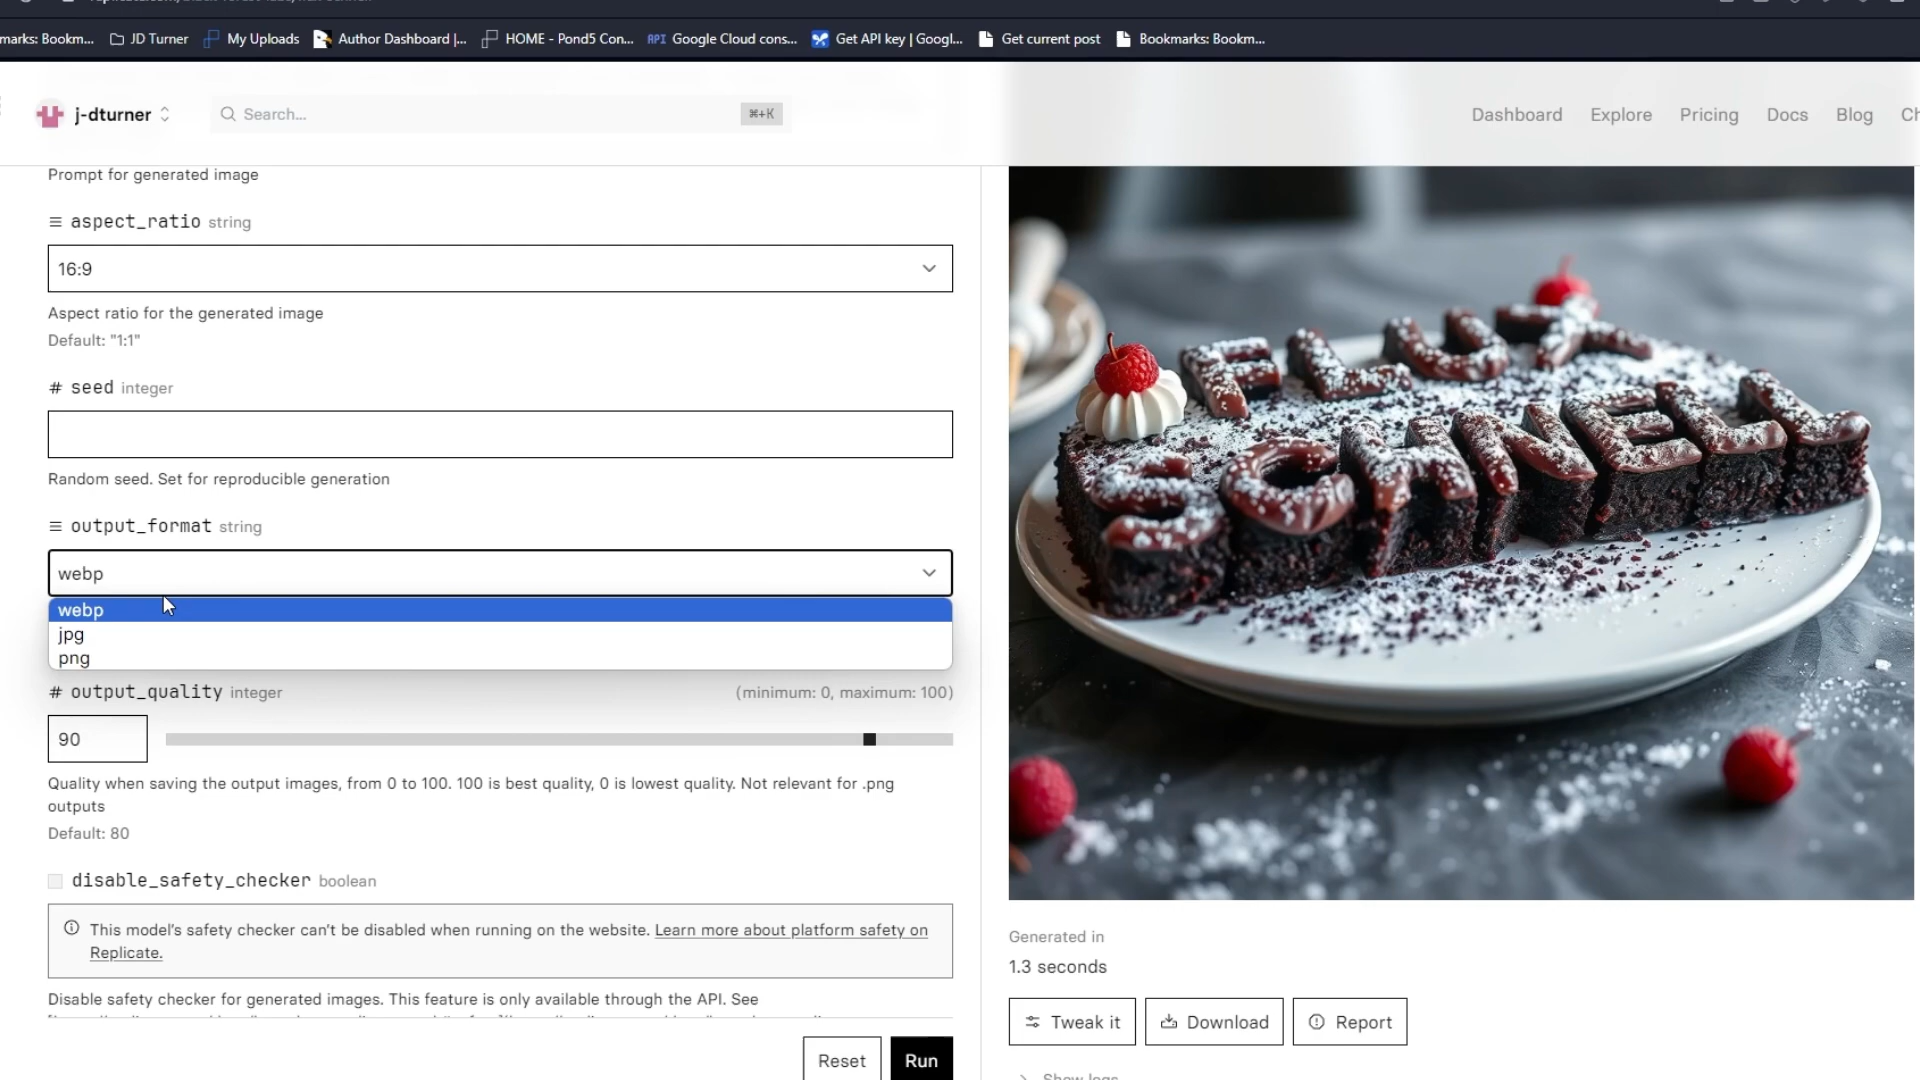 marks: Bookm...
JD Turner
My Uploads
Author Dashboard |...
HOME - Pond5 Con...
API Google Cloud cons...
Get API key | Googl...
Get current post
Bookmarks: Bookm...
j-dturner
Search...
⌘+K
Dashboard
Explore
Pricing
Docs
Blog
Ch
Prompt for generated image
aspect_ratio string
16:9
Aspect ratio for the generated image
Default: "1:1"
# seed integer
Random seed. Set for reproducible generation
output_format string
webp
webp
jpg
png
# output_quality integer
(minimum: 0, maximum: 100)
90
Quality when saving the output images, from 0 to 100. 100 is best quality, 0 is lowest quality. Not relevant for .png
outputs
Default: 80
disable_safety_checker boolean
This model's safety checker can't be disabled when running on the website. Learn more about platform safety on
Replicate.
Disable safety checker for generated images. This feature is only available through the API. See
Reset
Run
FLUX
SCHNELL
Generated in
1.3 seconds
Tweak it
Download
Report
Show logs